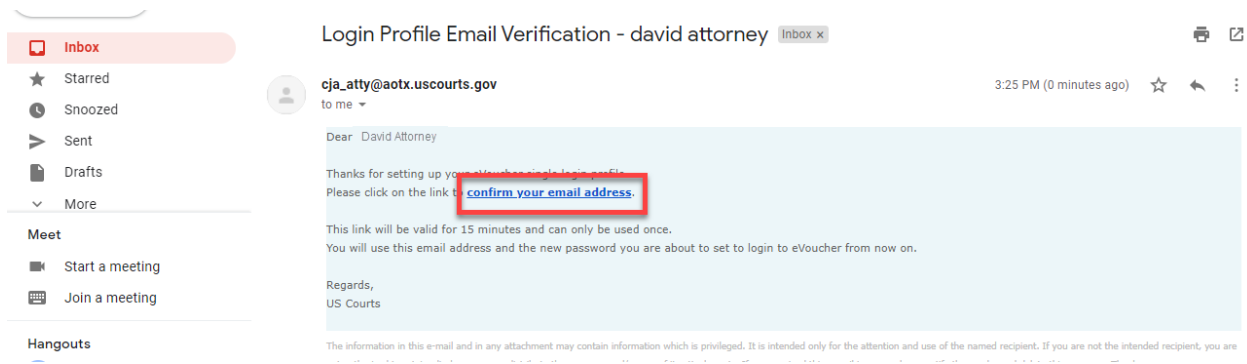 Login Profile Email Verification - david attorney Inbox x
Inbox
Starred
Snoozed
Sent
Drafts
More
Meet
Start a meeting
Join a meeting
Hangouts
cja_atty@aotx.uscourts.gov 3:25 PM (0 minutes ago)
to me
Dear David Attorney
Thanks for setting up your eVoucher single login profile.
Please click on the link to confirm your email address.
This link will be valid for 15 minutes and can only be used once.
You will use this email address and the new password you are about to set to login to eVoucher from now on.
Regards,
US Courts
The information in this e-mail and in any attachment may contain information which is privileged. It is intended only for the attention and use of the named recipient. If you are not the intended recipient, you are